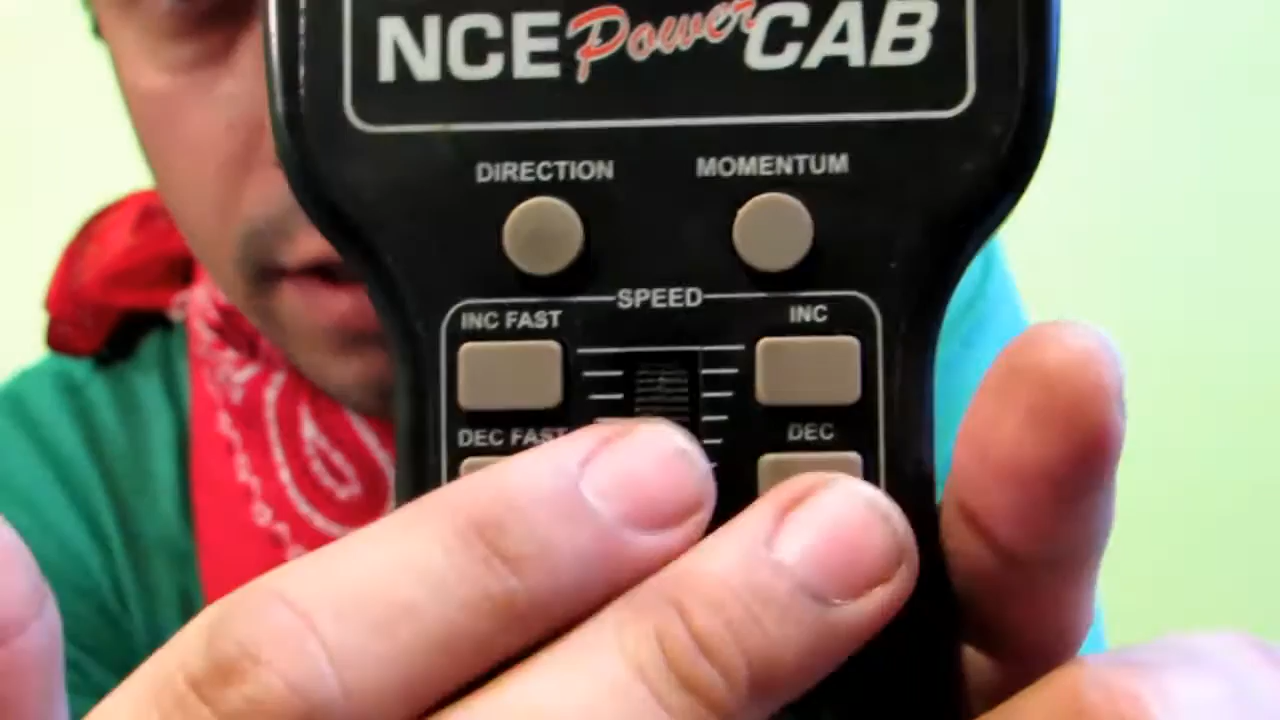 NCE Power CAB
DIRECTION MOMENTUM
SPEED
INC FAST INC
DEC FAST DEC